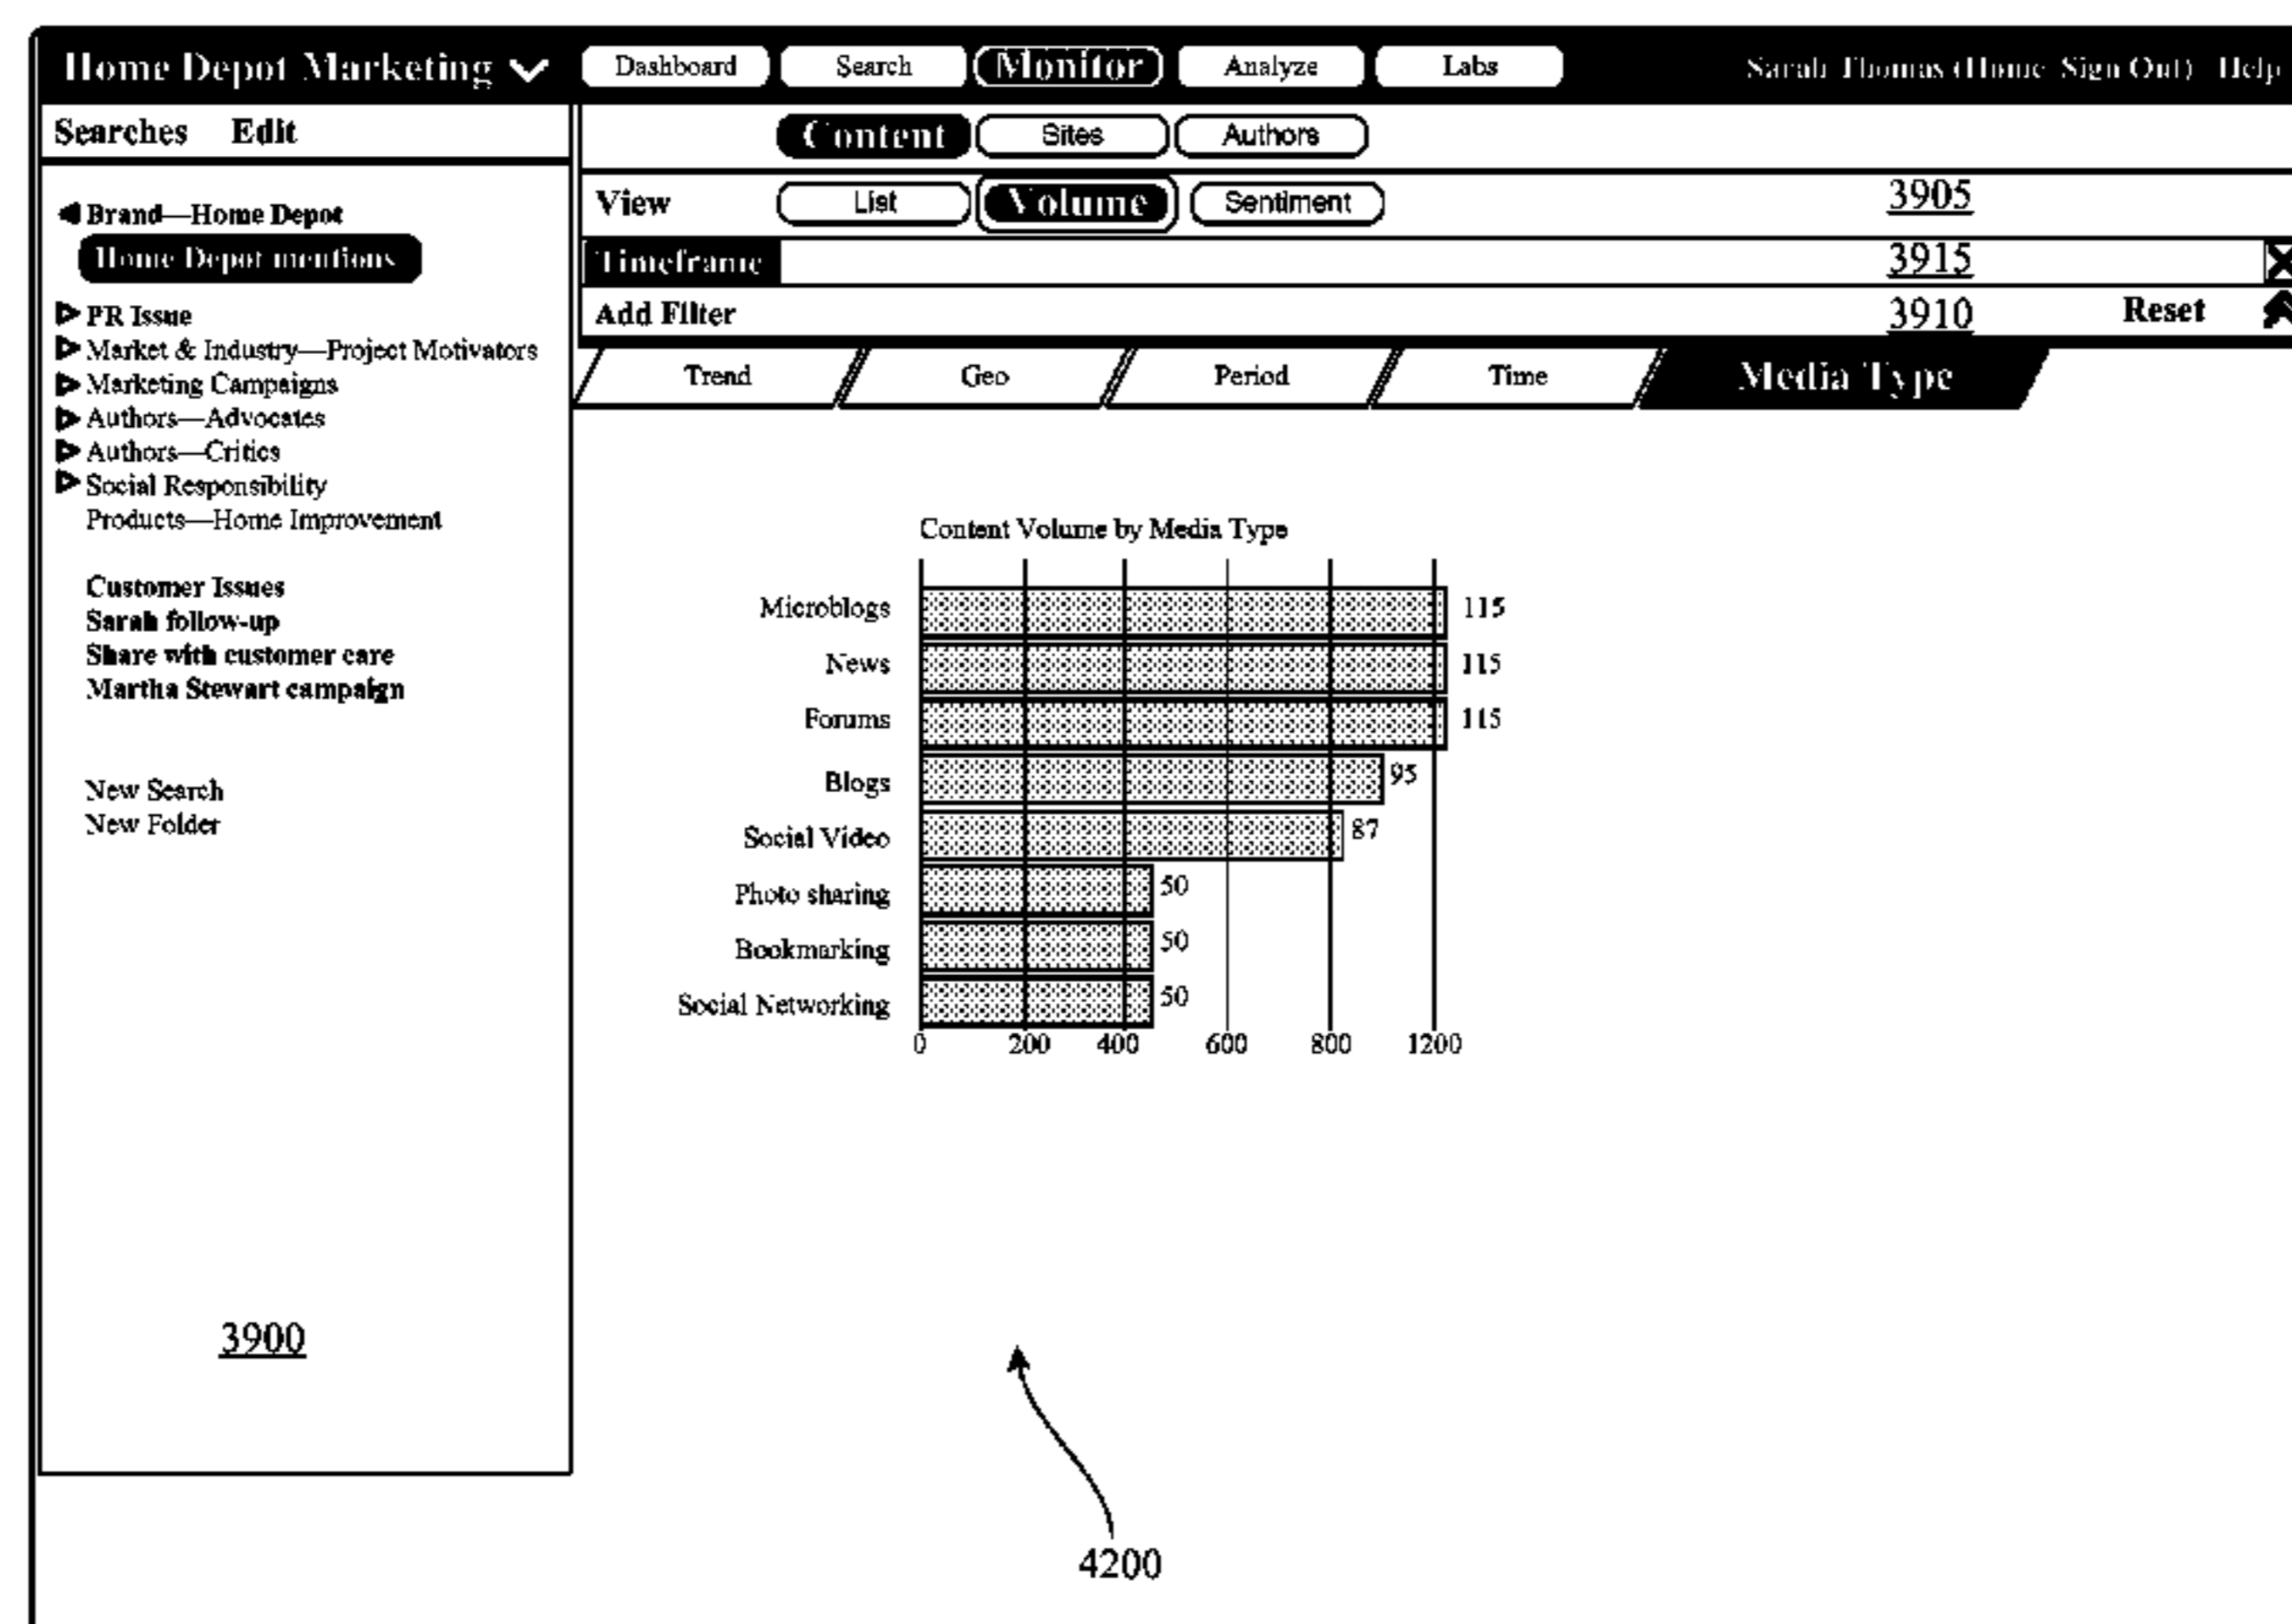 Home Depot Marketing Dashboard Search Monitor Analyze Labs Sarah Thomas (Home Sign Out) Help
Searches Edit
Content Sites Authors
View List Volume Sentiment 3905
Timeframe 3915
Add Filter 3910 Reset
Brand—Home Depot
Home Depot mentions
PR Issue
Market & Industry—Project Motivators
Marketing Campaigns
Authors—Advocates
Authors—Critics
Social Responsibility
Products—Home Improvement
Customer Issues
Sarah follow-up
Share with customer care
Martha Stewart campaign
New Search
New Folder
3900
Trend Geo Period Time Media Type
Content Volume by Media Type
Microblogs 115
News 115
Forums 115
Blogs 95
Social Video 87
Photo sharing 50
Bookmarking 50
Social Networking 50
0 200 400 600 800 1200
4200